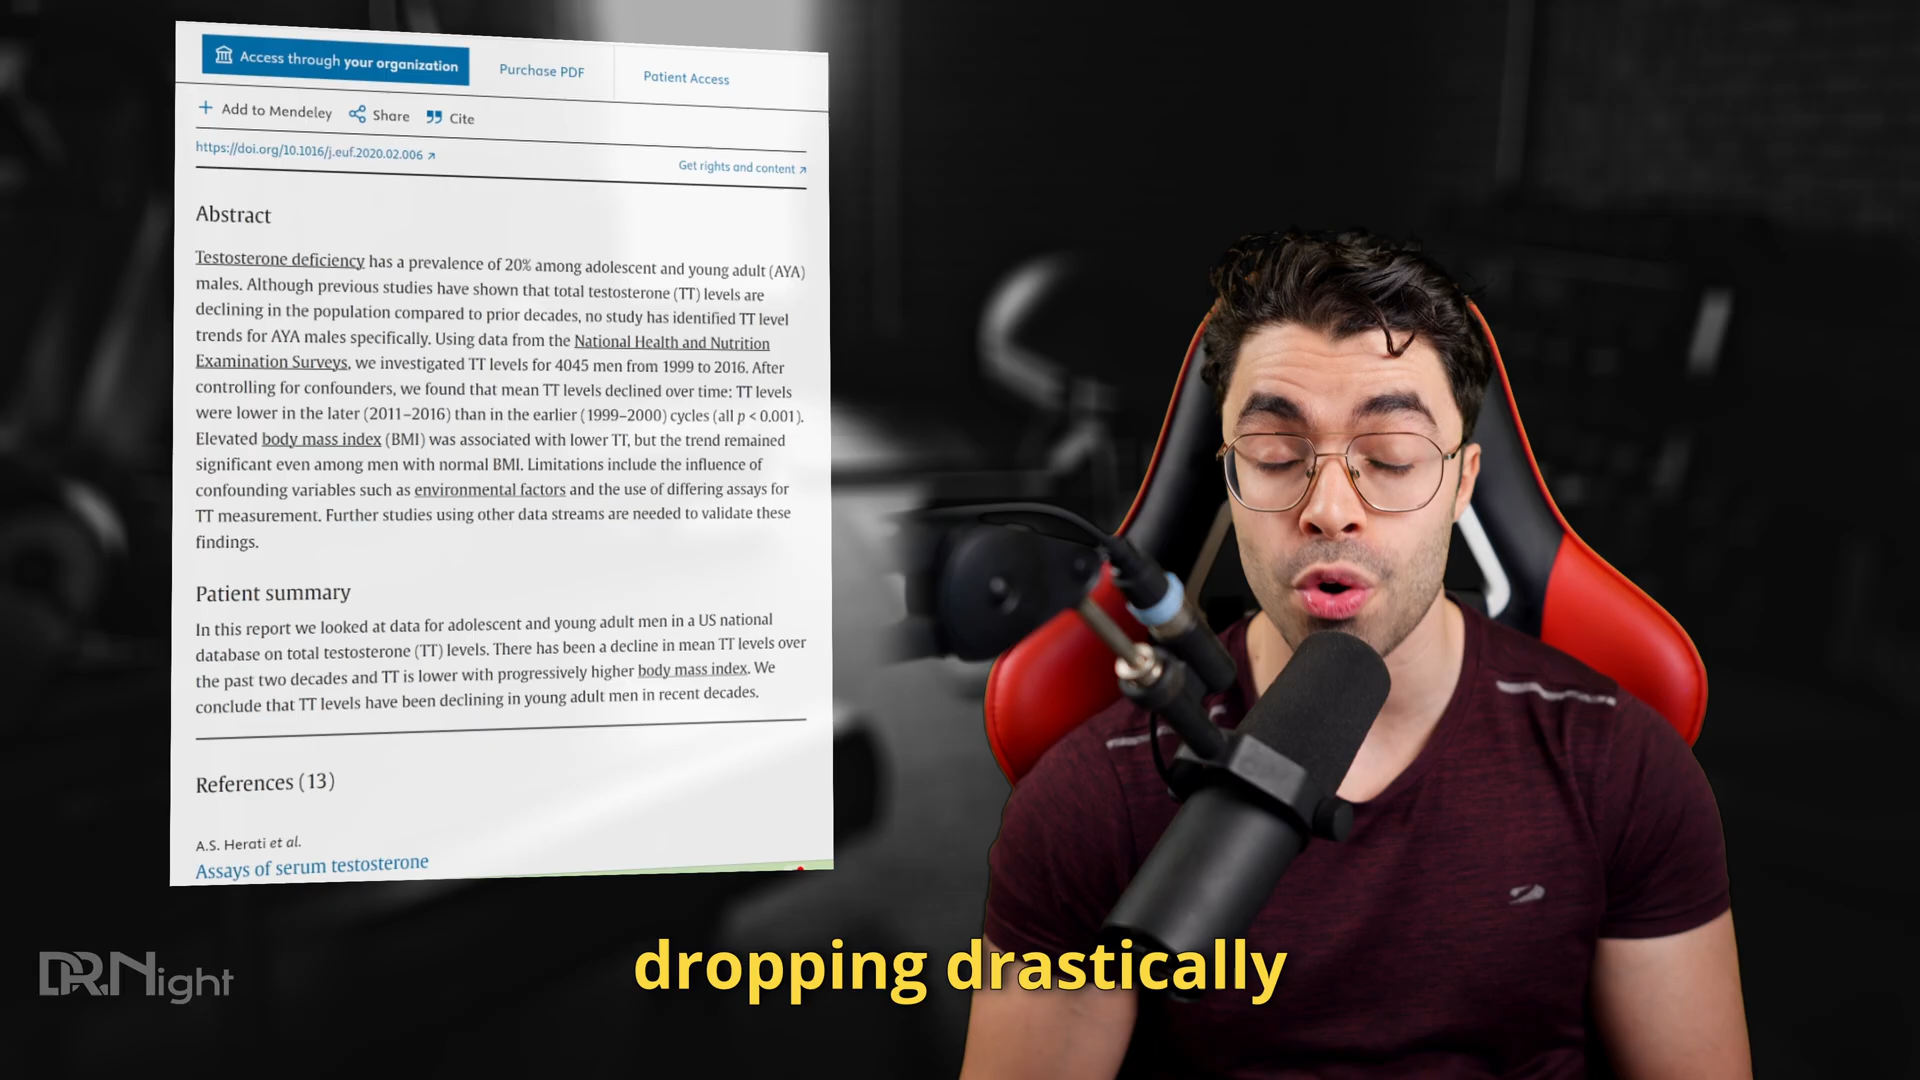 Access through your organization
Purchase PDF
Patient Access
Add to Mendeley
Share
Cite
https://doi.org/10.1016/j.euf.2020.02.006
Get rights and content
Abstract
Testosterone deficiency has a prevalence of 20% among adolescent and young adult (AYA)
males. Although previous studies have shown that total testosterone (TT) levels are
declining in the population compared to prior decades, no study has identified TT level
trends for AYA males specifically. Using data from the National Health and Nutrition
Examination Surveys, we investigated TT levels for 4045 men from 1999 to 2016. After
controlling for confounders, we found that mean TT levels declined over time: TT levels
were lower in the later (2011–2016) than in the earlier (1999–2000) cycles (all p < 0.001).
Elevated body mass index (BMI) was associated with lower TT, but the trend remained
significant even among men with normal BMI. Limitations include the influence of
confounding variables such as environmental factors and the use of differing assays for
TT measurement. Further studies using other data streams are needed to validate these
findings.
Patient summary
In this report we looked at data for adolescent and young adult men in a US national
database on total testosterone (TT) levels. There has been a decline in mean TT levels over
the past two decades and TT is lower with progressively higher body mass index. We
conclude that TT levels have been declining in young adult men in recent decades.
References (13)
A.S. Herati et al.
Assays of serum testosterone
dropping drastically
DR.Night